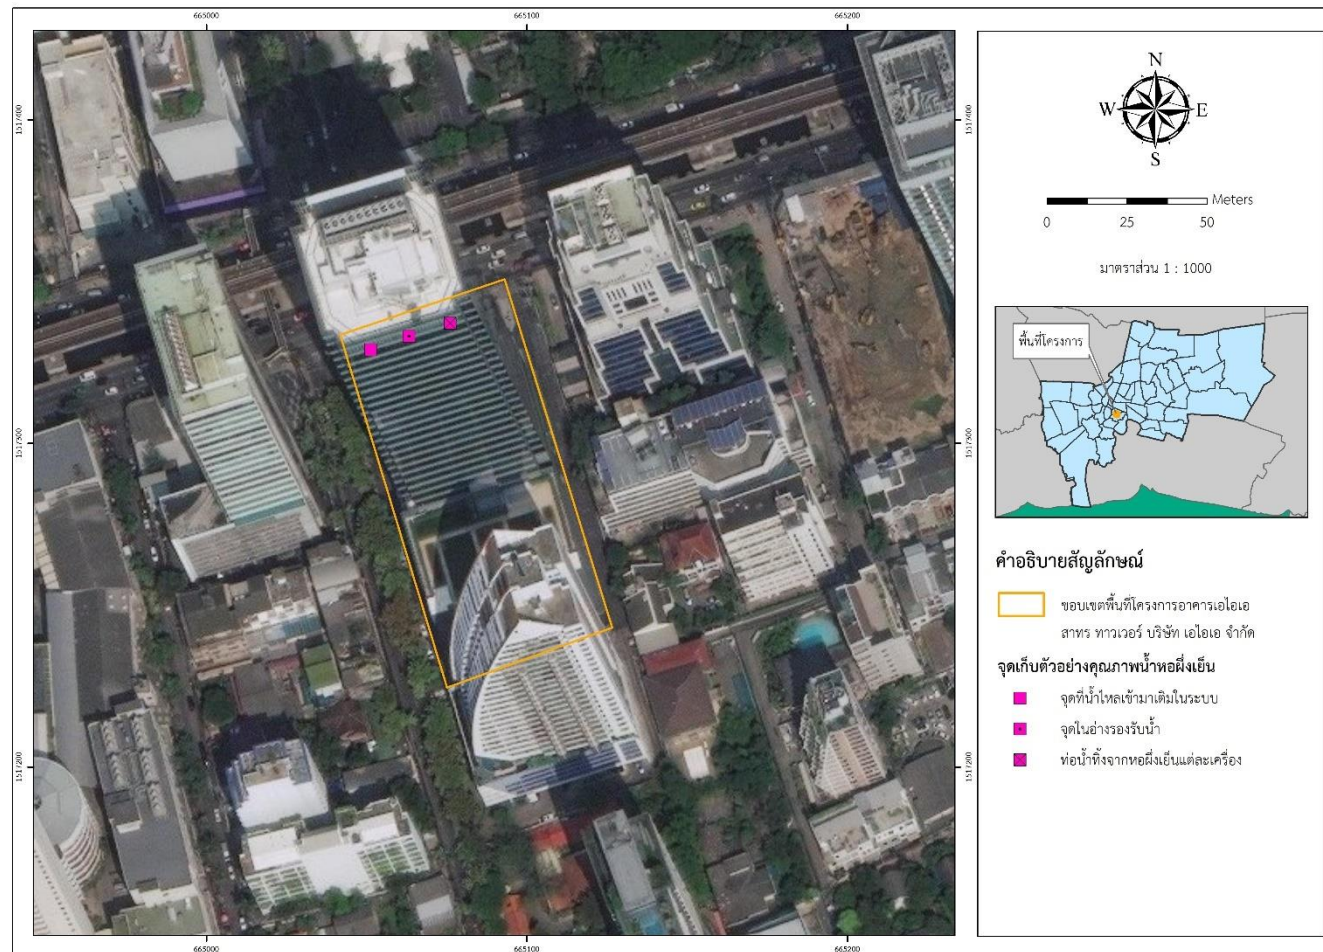 665000
665100
665200
1517400
1517400
1517300
1517300
1517200
1517200
665000
665100
665200
N
W
E
S
Meters
0
25
50
มาตราส่วน 1 : 1000
พื้นที่โครงการ
คำอธิบายสัญลักษณ์
ขอบเขตพื้นที่โครงการอาคารเอไอเอ
สาทร ทาวเวอร์ บริษัท เอไอเอ จำกัด
จุดเก็บตัวอย่างคุณภาพน้ำหอผึ่งเย็น
จุดที่น้ำไหลเข้ามาเติมในระบบ
จุดในอ่างรองรับน้ำ
ท่อน้ำทิ้งจากหอผึ่งเย็นแต่ละเครื่อง